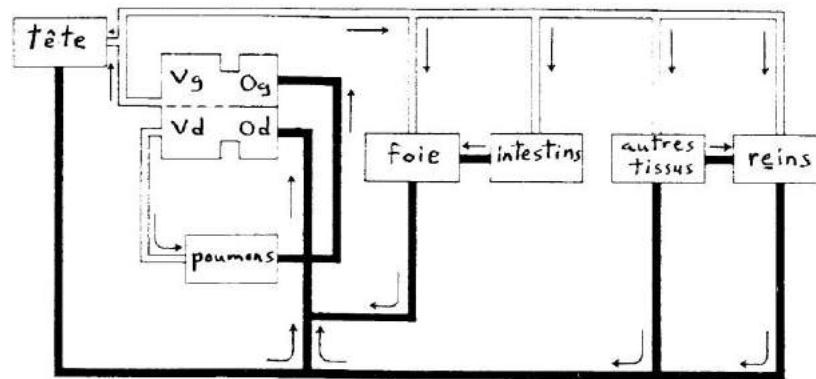 tête
Vg Og
Vd Od
foie
intestins
autres
tissus
reins
poumons